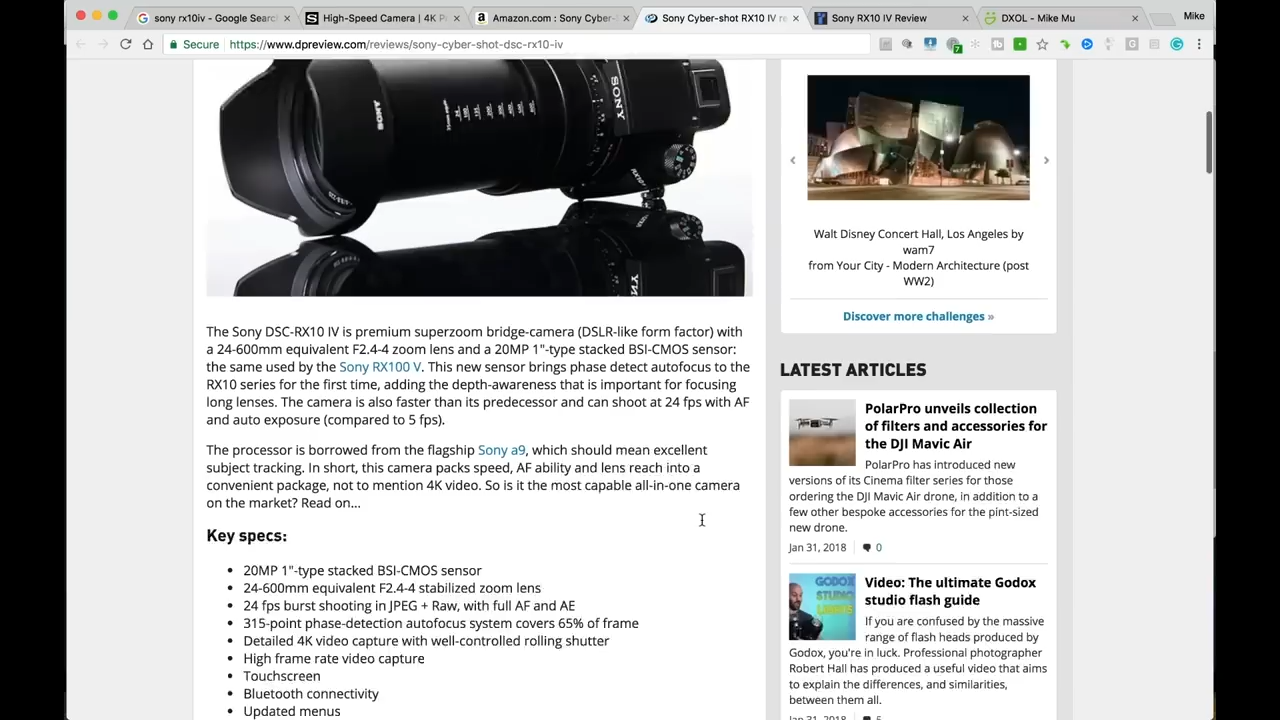 sony rx10iv - Google Searc
High-Speed Camera | 4K P
Amazon.com : Sony Cyber-
Sony Cyber-shot RX10 IV re
Sony RX10 IV Review
DXOL - Mike Mu
Mike
Secure
https://www.dpreview.com/reviews/sony-cyber-shot-dsc-rx10-iv
7
SONY
SONY
RX10
The Sony DSC-RX10 IV is premium superzoom bridge-camera (DSLR-like form factor) with
a 24-600mm equivalent F2.4-4 zoom lens and a 20MP 1"-type stacked BSI-CMOS sensor:
the same used by the Sony RX100 V. This new sensor brings phase detect autofocus to the
RX10 series for the first time, adding the depth-awareness that is important for focusing
long lenses. The camera is also faster than its predecessor and can shoot at 24 fps with AF
and auto exposure (compared to 5 fps).
The processor is borrowed from the flagship Sony a9, which should mean excellent
subject tracking. In short, this camera packs speed, AF ability and lens reach into a
convenient package, not to mention 4K video. So is it the most capable all-in-one camera
on the market? Read on...
Key specs:
• 20MP 1"-type stacked BSI-CMOS sensor
• 24-600mm equivalent F2.4-4 stabilized zoom lens
• 24 fps burst shooting in JPEG + Raw, with full AF and AE
• 315-point phase-detection autofocus system covers 65% of frame
• Detailed 4K video capture with well-controlled rolling shutter
• High frame rate video capture
• Touchscreen
• Bluetooth connectivity
• Updated menus
Walt Disney Concert Hall, Los Angeles by
wam7
from Your City - Modern Architecture (post
WW2)
Discover more challenges »
LATEST ARTICLES
PolarPro unveils collection
of filters and accessories for
the DJI Mavic Air
PolarPro has introduced new
versions of its Cinema filter series for those
ordering the DJI Mavic Air drone, in addition to a
few other bespoke accessories for the pint-sized
new drone.
Jan 31, 2018
0
GODOX
STUDIO
Video: The ultimate Godox
studio flash guide
If you are confused by the massive
range of flash heads produced by
Godox, you're in luck. Professional photographer
Robert Hall has produced a useful video that aims
to explain the differences, and similarities,
between them all.
Jan 31, 2018
5